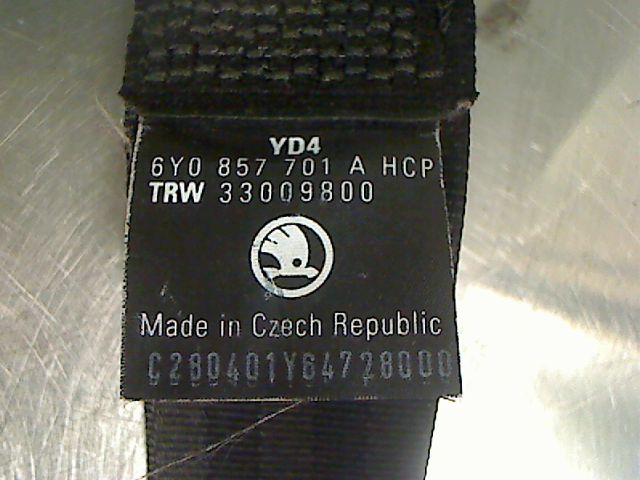 YD4
6Y0 857 701 A HCP
TRW 33009800
Made in Czech Republic
C280401Y64728000